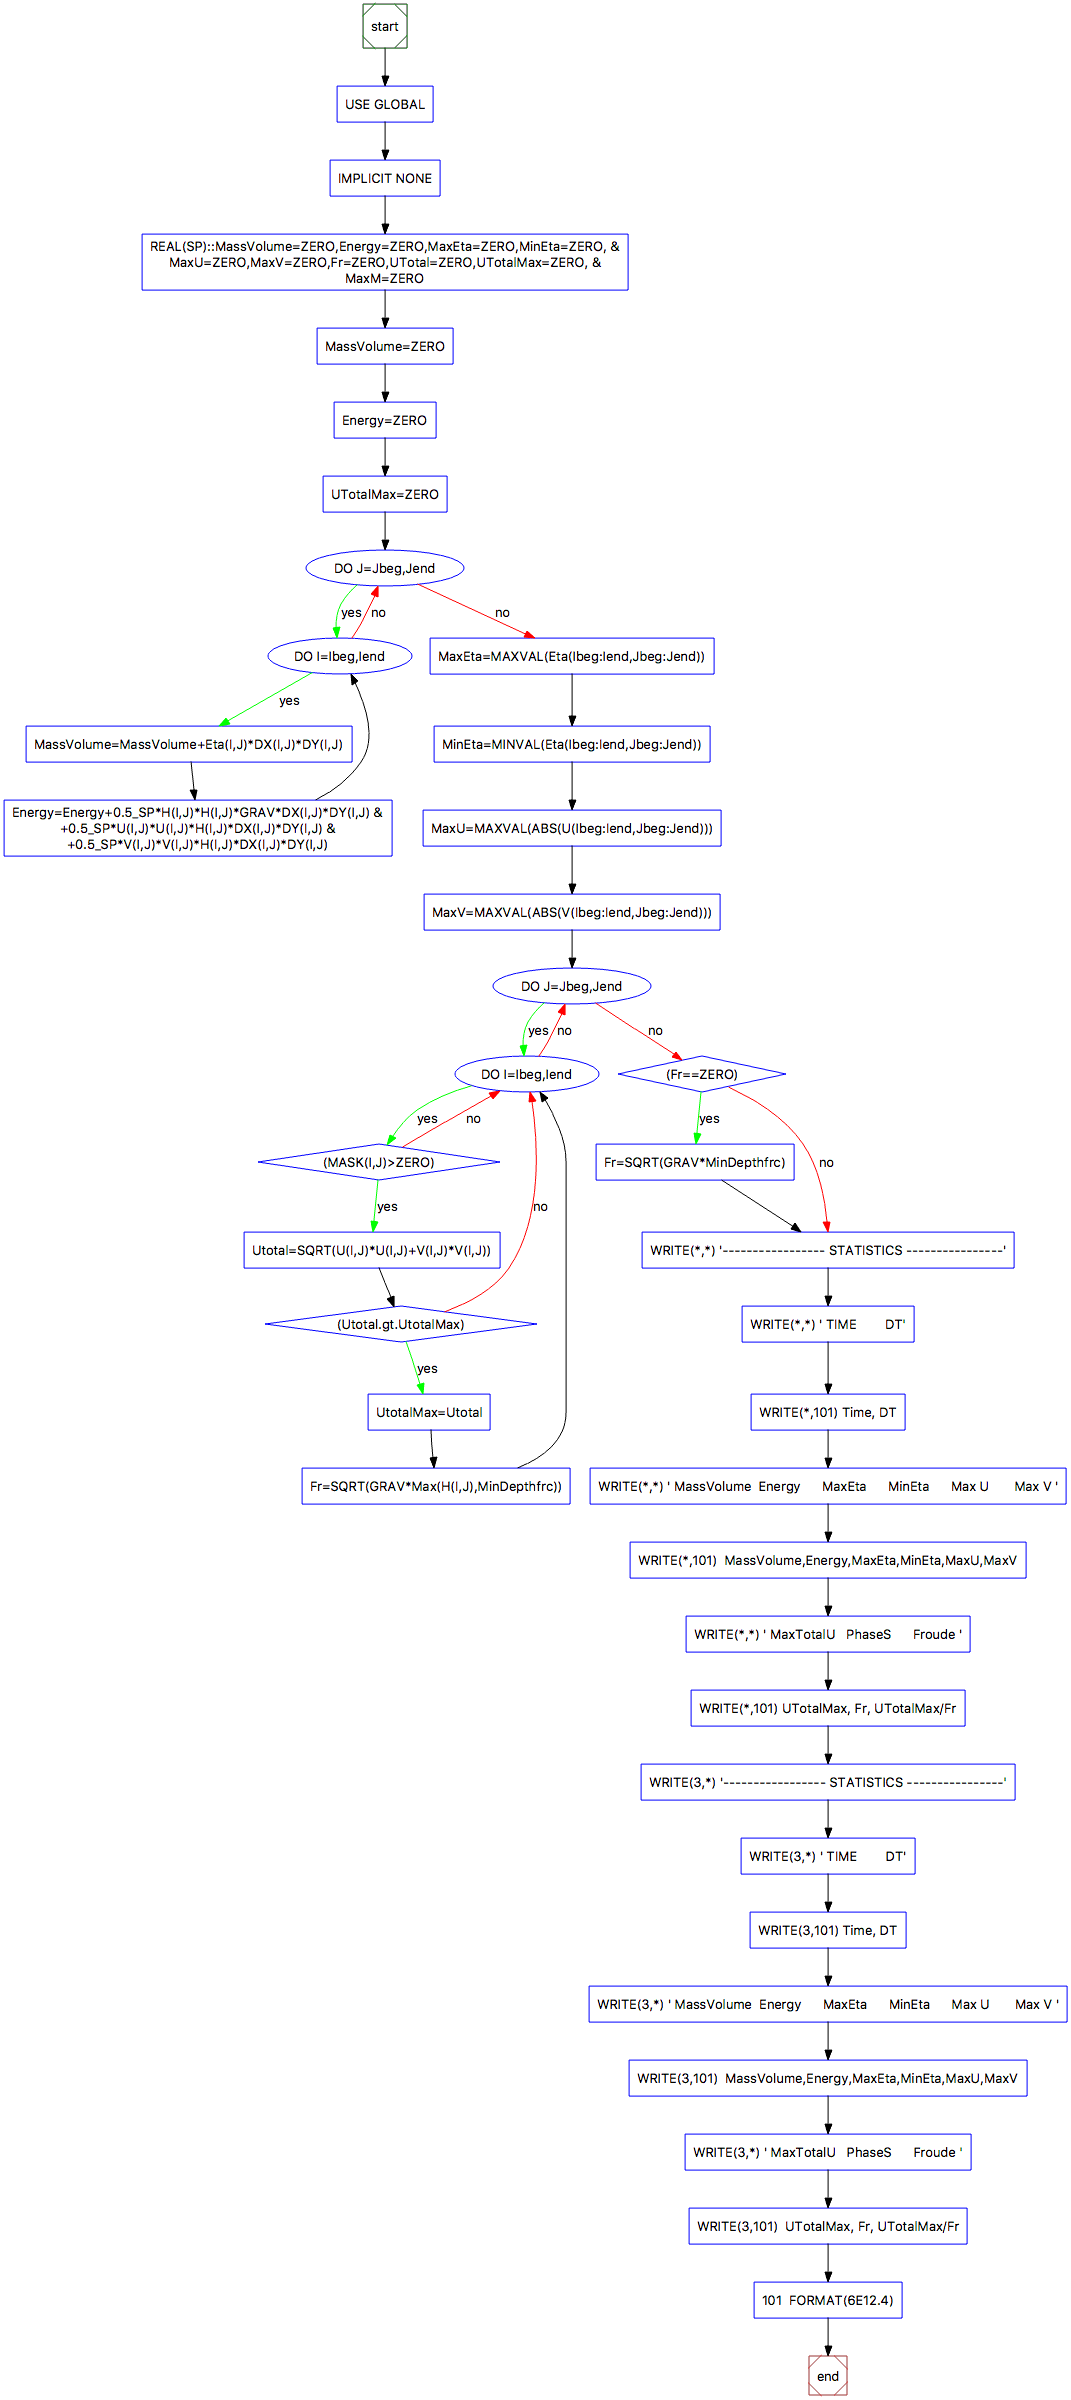 start
USE GLOBAL
IMPLICIT NONE
REAL(SP)::MassVolume=ZERO,Energy=ZERO,MaxEta=ZERO,MinEta=ZERO, &
MaxU=ZERO,MaxV=ZERO,Fr=ZERO,UTotal=ZERO,UTotalMax=ZERO, &
MaxM=ZERO
MassVolume=ZERO
Energy=ZERO
UTotalMax=ZERO
DO J=Jbeg,Jend
yes
no
no
DO I=Ibeg,Iend
yes
MassVolume=MassVolume+Eta(I,J)*DX(I,J)*DY(I,J)
Energy=Energy+0.5_SP*H(I,J)*H(I,J)*GRAV*DX(I,J)*DY(I,J) &
+0.5_SP*U(I,J)*U(I,J)*H(I,J)*DX(I,J)*DY(I,J) &
+0.5_SP*V(I,J)*V(I,J)*H(I,J)*DX(I,J)*DY(I,J)
MaxEta=MAXVAL(Eta(Ibeg:Iend,Jbeg:Jend))
MinEta=MINVAL(Eta(Ibeg:Iend,Jbeg:Jend))
MaxU=MAXVAL(ABS(U(Ibeg:Iend,Jbeg:Jend)))
MaxV=MAXVAL(ABS(V(Ibeg:Iend,Jbeg:Jend)))
DO J=Jbeg,Jend
yes
no
no
DO I=Ibeg,Iend
yes
no
(MASK(I,J)>ZERO)
yes
Utotal=SQRT(U(I,J)*U(I,J)+V(I,J)*V(I,J))
no
(Utotal.gt.UtotalMax)
yes
UtotalMax=Utotal
Fr=SQRT(GRAV*Max(H(I,J),MinDepthfrc))
(Fr==ZERO)
yes
no
Fr=SQRT(GRAV*MinDepthfrc)
WRITE(*,*) '----------------- STATISTICS ----------------'
WRITE(*,*) ' TIME        DT'
WRITE(*,101) Time, DT
WRITE(*,*) ' MassVolume  Energy      MaxEta      MinEta      Max U       Max V '
WRITE(*,101)  MassVolume,Energy,MaxEta,MinEta,MaxU,MaxV
WRITE(*,*) ' MaxTotalU   PhaseS      Froude '
WRITE(*,101) UTotalMax, Fr, UTotalMax/Fr
WRITE(3,*) '----------------- STATISTICS ----------------'
WRITE(3,*) ' TIME        DT'
WRITE(3,101) Time, DT
WRITE(3,*) ' MassVolume  Energy      MaxEta      MinEta      Max U       Max V '
WRITE(3,101)  MassVolume,Energy,MaxEta,MinEta,MaxU,MaxV
WRITE(3,*) ' MaxTotalU   PhaseS      Froude '
WRITE(3,101)  UTotalMax, Fr, UTotalMax/Fr
101  FORMAT(6E12.4)
end